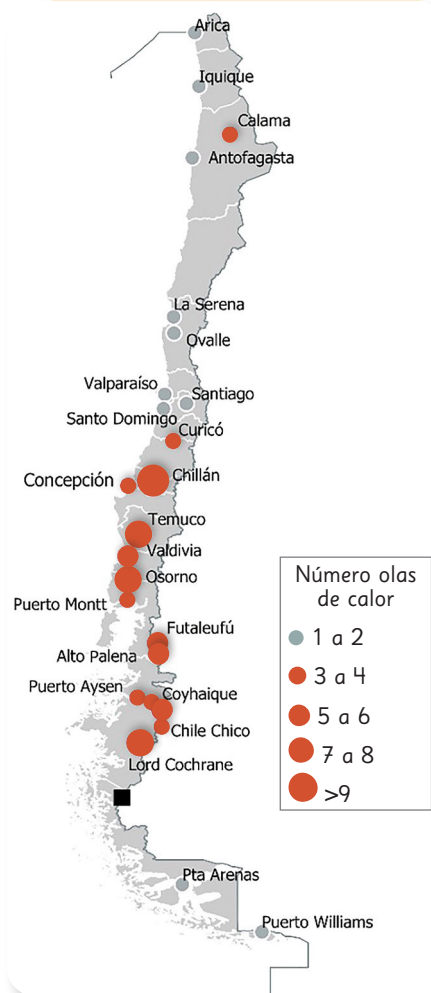 Arica
Iquique
Calama
Antofagasta
La Serena
Ovalle
Valparaíso
Santiago
Santo Domingo
Curicó
Concepción
Chillán
Temuco
Valdivia
Osorno
Puerto Montt
Futaleufú
Alto Palena
Puerto Aysen
Coyhaique
Chile Chico
Lord Cochrane
Pta Arenas
Puerto Williams
Número olas
de calor
1 a 2
3 a 4
5 a 6
7 a 8
>9